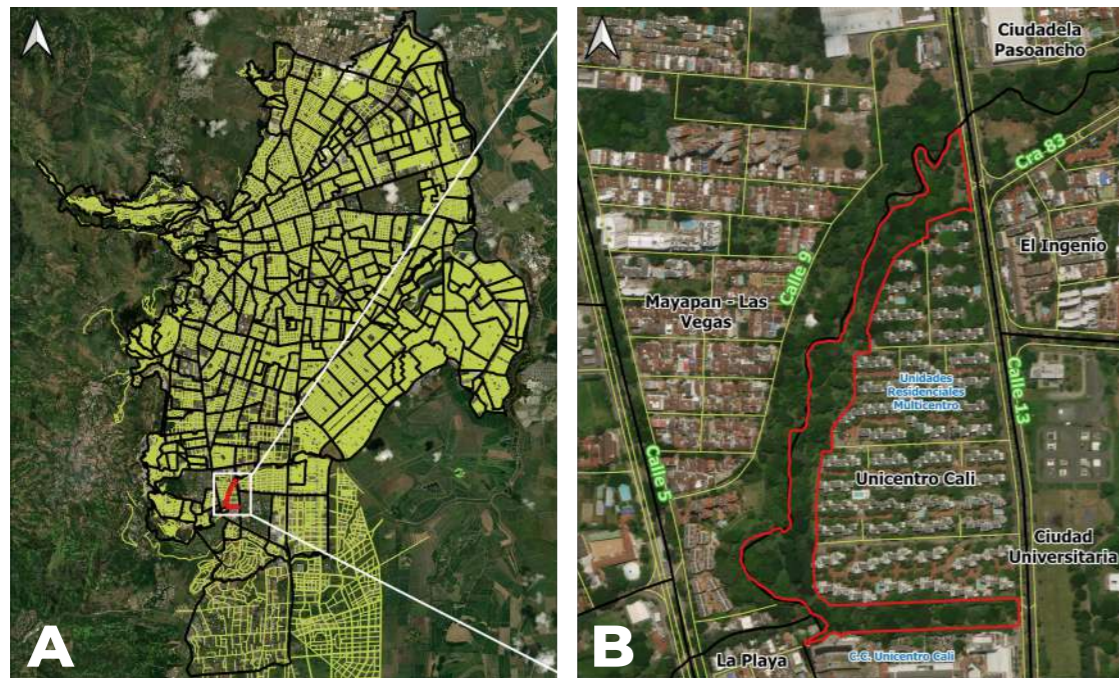 A
B
Ciudadela
Pasoancho
Cra 83
El Ingenio
Calle 9
Mayapan - Las
Vegas
Unidades
Residenciales
Multicentro
Calle 13
Calle 5
Unicentro Cali
Ciudad
Universitaria
La Playa
C.C. Unicentro Cali